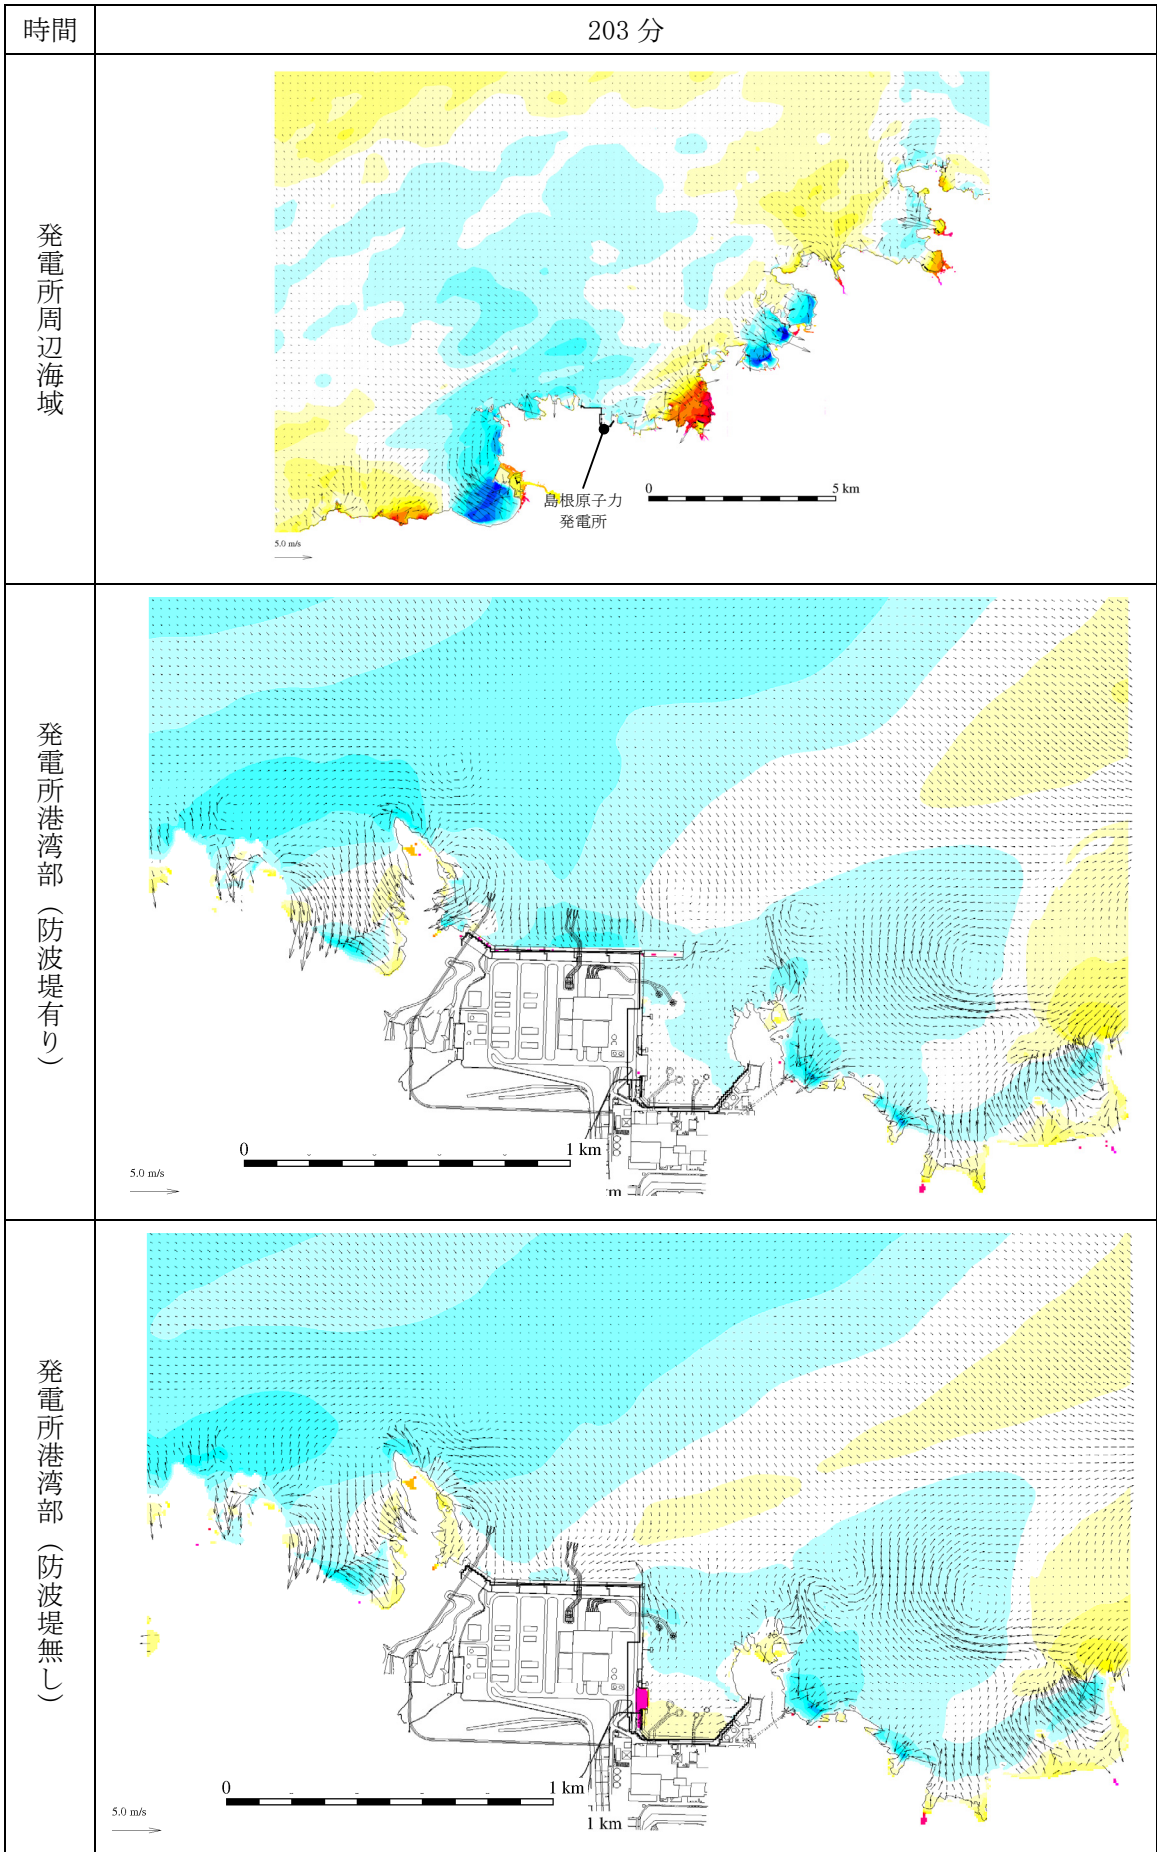 時間
203 分
発電所周辺海域
島根原子力
発電所
0
5 km
5.0 m/s
発電所港湾部（防波堤有り）
0
1 km
5.0 m/s
m
発電所港湾部（防波堤無し）
0
1 km
5.0 m/s
1 km